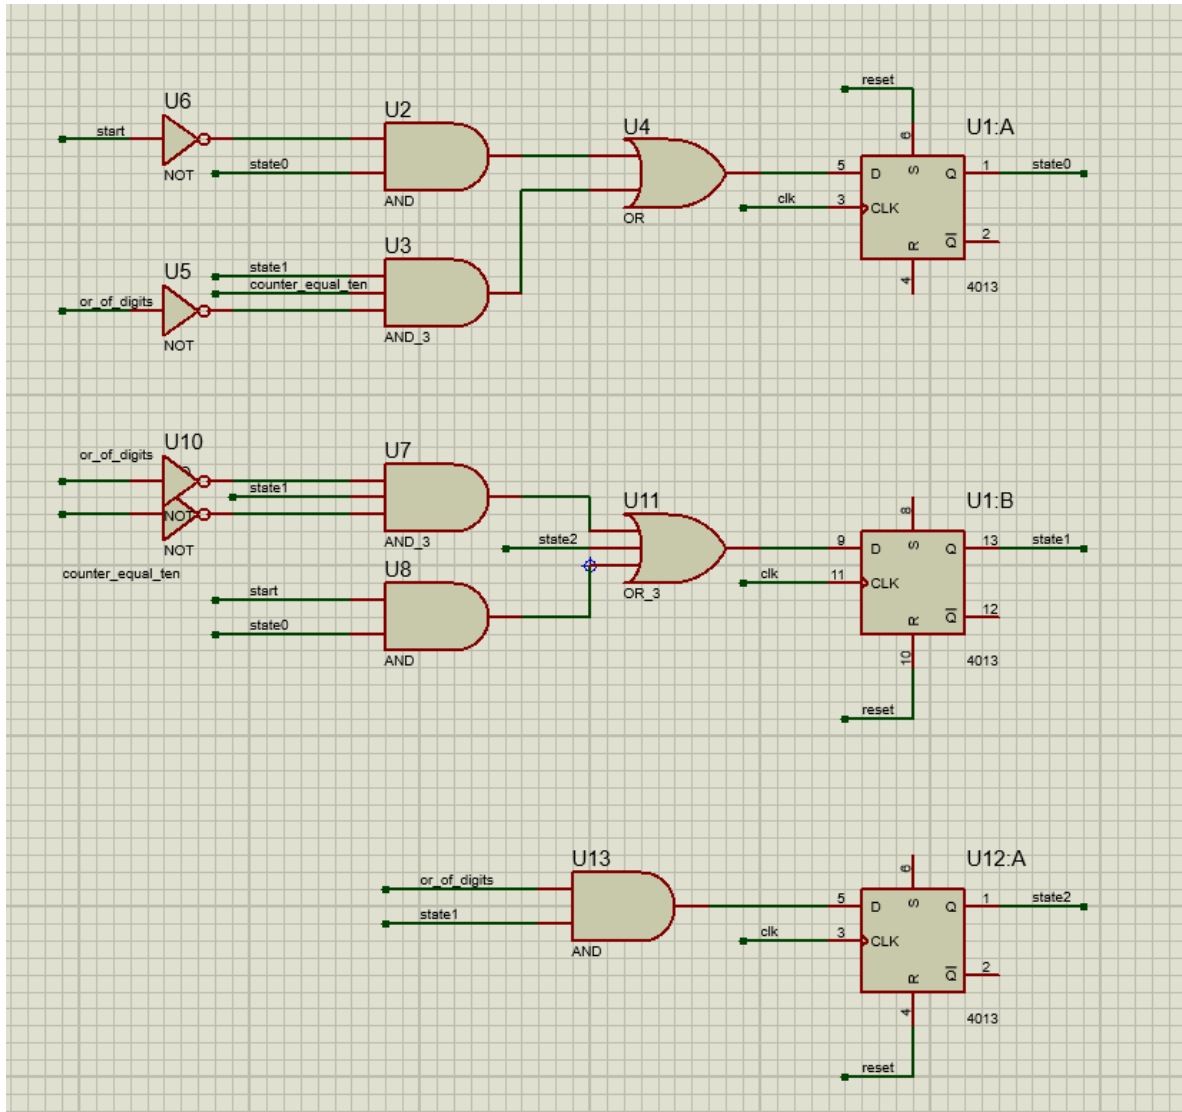 reset
U6
U2
U4
U1:A
start
6
state0
NOT
AND
OR
5
D
S
Q
1
state0
clk
3
CLK
U3
R
Q
2
U5
state1
counter_equal_ten
or_of_digits
4
4013
NOT
AND_3
U10
U7
or_of_digits
state1
U11
U1:B
8
NOT
NOT
AND_3
state2
9
D
S
Q
13
state1
counter_equal_ten
U8
clk
11
CLK
start
OR_3
R
Q
12
state0
AND
10
4013
reset
U13
U12:A
6
or_of_digits
state1
5
D
S
Q
1
state2
AND
clk
3
CLK
R
Q
2
4
4013
reset